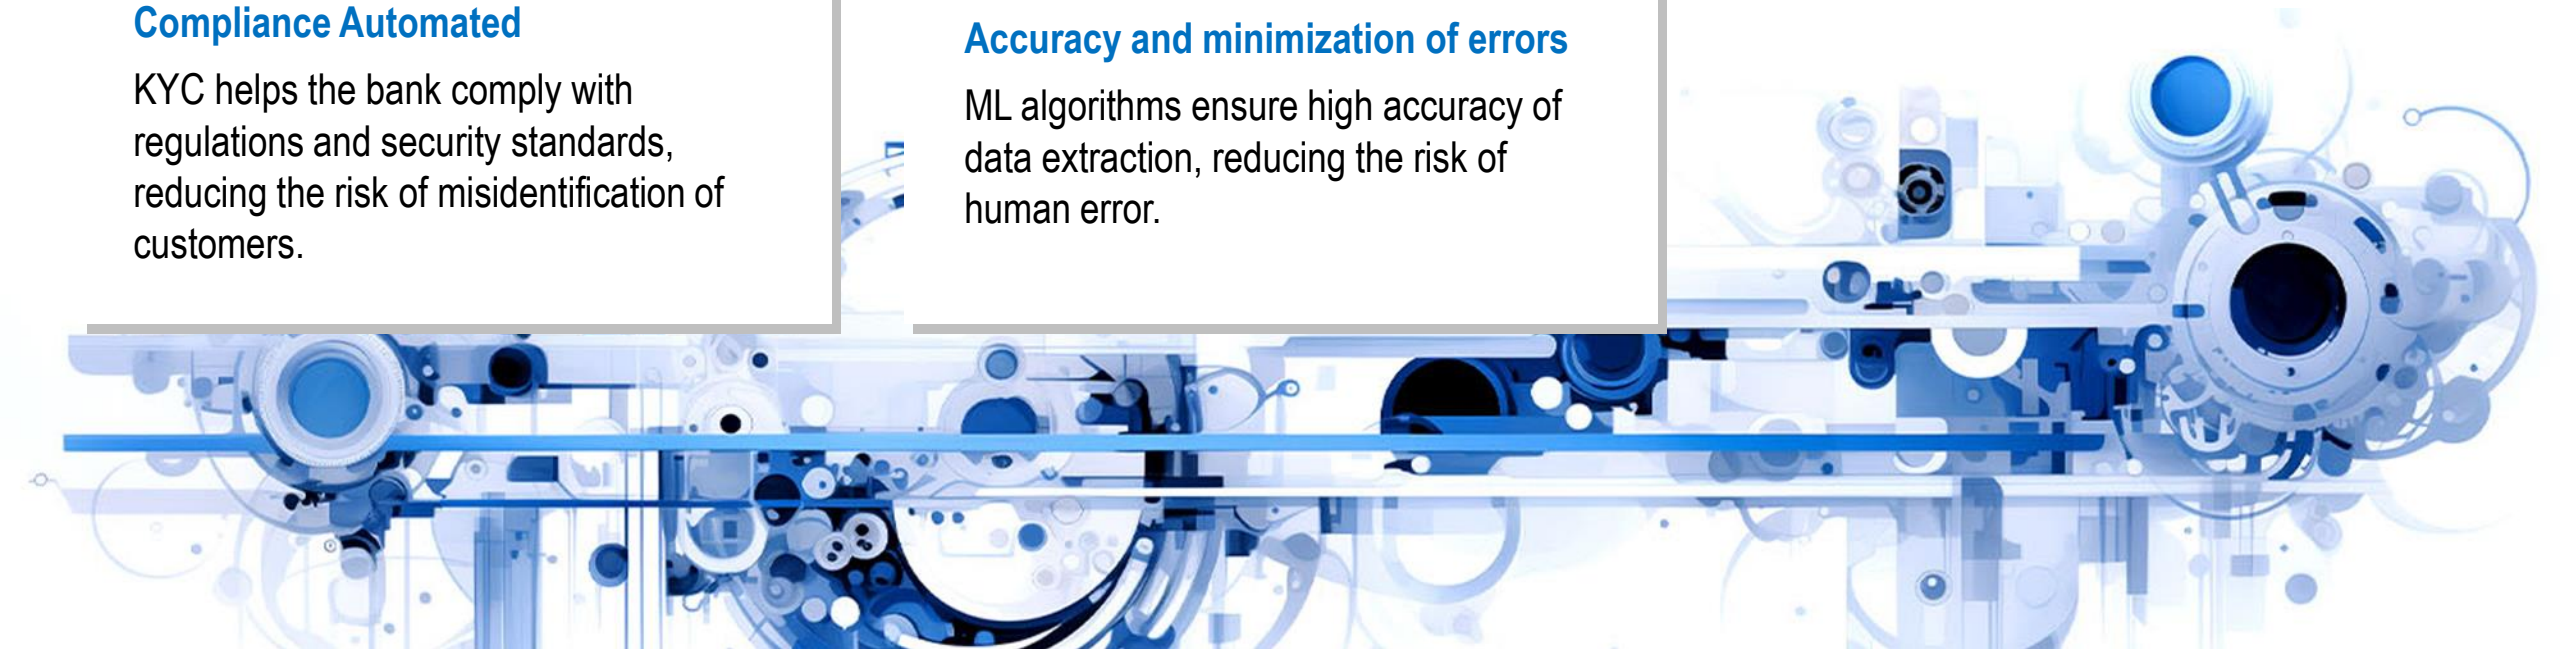 Compliance Automated
KYC helps the bank comply with
regulations and security standards,
reducing the risk of misidentification of
customers.
Accuracy and minimization of errors
ML algorithms ensure high accuracy of
data extraction, reducing the risk of
human error.